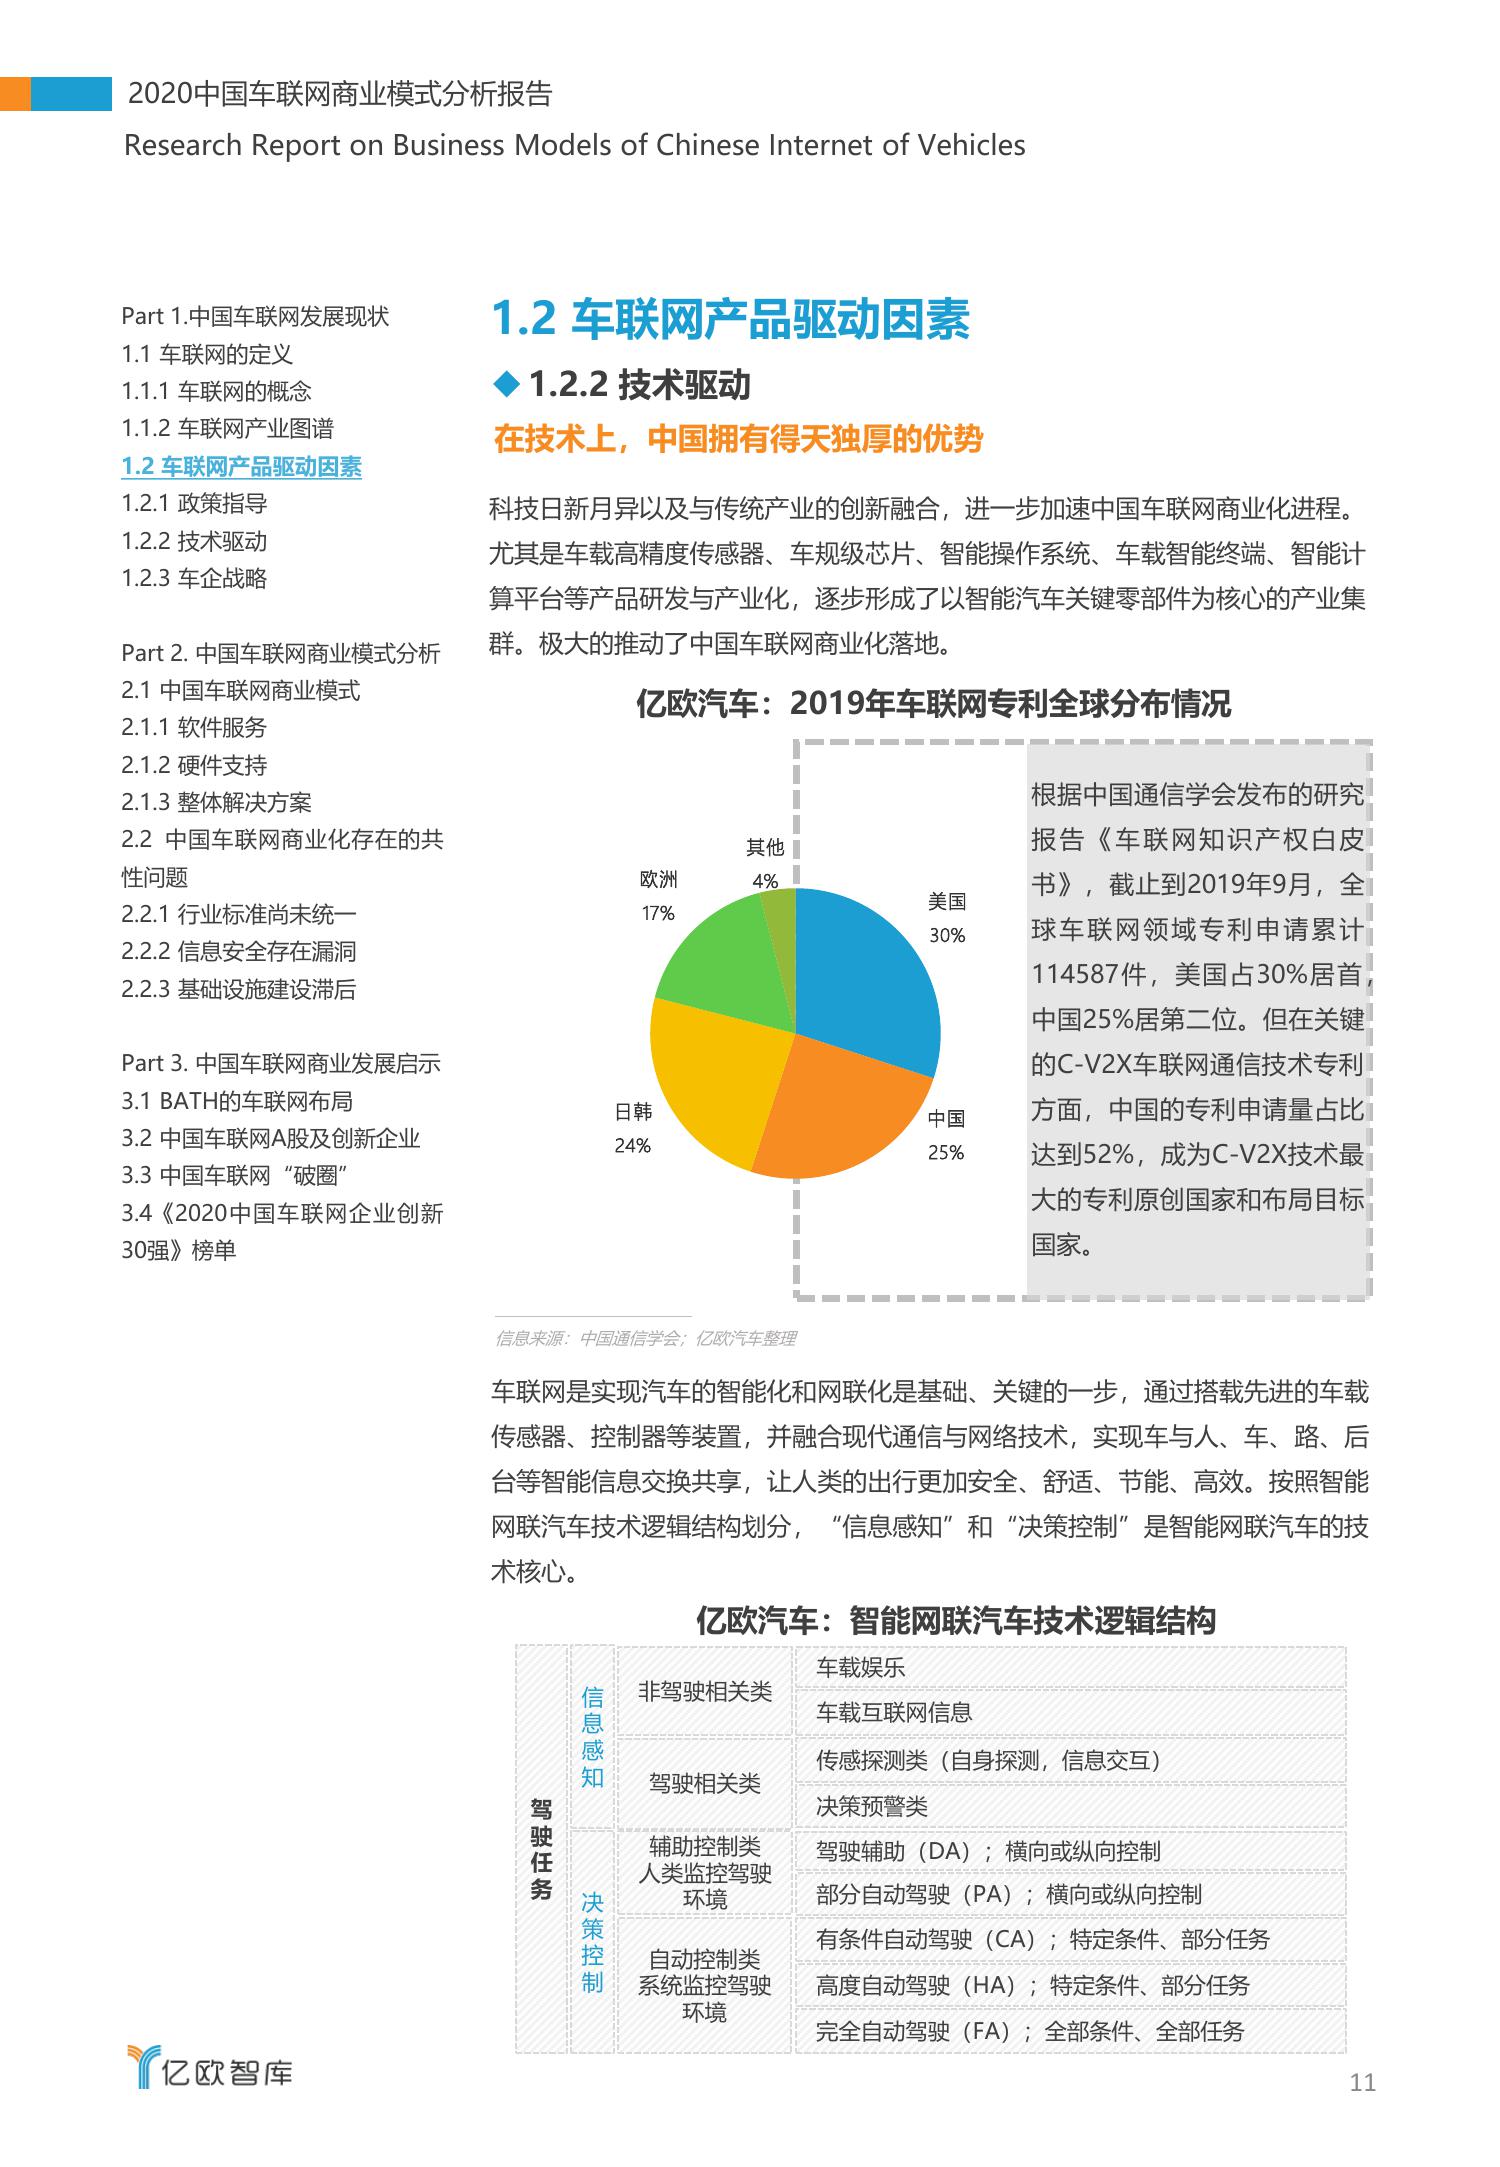 2020中国车联网商业模式分析报告
Research Report on Business Models of Chinese Internet of Vehicles
Part 1.中国车联网发展现状
1.1 车联网的定义
1.1.1 车联网的概念
1.1.2 车联网产业图谱
1.2 车联网产品驱动因素
1.2.1 政策指导
1.2.2 技术驱动
1.2.3 车企战略
Part 2. 中国车联网商业模式分析
2.1 中国车联网商业模式
2.1.1 软件服务
2.1.2 硬件支持
2.1.3 整体解决方案
2.2 中国车联网商业化存在的共
性问题
2.2.1 行业标准尚未统一
2.2.2 信息安全存在漏洞
2.2.3 基础设施建设滞后
Part 3. 中国车联网商业发展启示
3.1 BATH的车联网布局
3.2 中国车联网A股及创新企业
3.3 中国车联网“破圈”
3.4《2020中国车联网企业创新
30强》榜单
1.2 车联网产品驱动因素
◆ 1.2.2 技术驱动
在技术上，中国拥有得天独厚的优势
科技日新月异以及与传统产业的创新融合，进一步加速中国车联网商业化进程。
尤其是车载高精度传感器、车规级芯片、智能操作系统、车载智能终端、智能计
算平台等产品研发与产业化，逐步形成了以智能汽车关键零部件为核心的产业集
群。极大的推动了中国车联网商业化落地。
亿欧汽车：2019年车联网专利全球分布情况
其他
4%
欧洲
17%
美国
30%
日韩
24%
中国
25%
根据中国通信学会发布的研究
报告《车联网知识产权白皮
书》，截止到2019年9月，全
球车联网领域专利申请累计
114587件，美国占30%居首，
中国25%居第二位。但在关键
的C-V2X车联网通信技术专利
方面，中国的专利申请量占比
达到52%，成为C-V2X技术最
大的专利原创国家和布局目标
国家。
信息来源：中国通信学会；亿欧汽车整理
车联网是实现汽车的智能化和网联化是基础、关键的一步，通过搭载先进的车载
传感器、控制器等装置，并融合现代通信与网络技术，实现车与人、车、路、后
台等智能信息交换共享，让人类的出行更加安全、舒适、节能、高效。按照智能
网联汽车技术逻辑结构划分，“信息感知”和“决策控制”是智能网联汽车的技
术核心。
亿欧汽车：智能网联汽车技术逻辑结构
驾驶任务
信息感知
非驾驶相关类
车载娱乐
车载互联网信息
驾驶相关类
传感探测类（自身探测，信息交互）
决策预警类
决策控制
辅助控制类
人类监控驾驶
环境
驾驶辅助（DA）；横向或纵向控制
部分自动驾驶（PA）；横向或纵向控制
自动控制类
系统监控驾驶
环境
有条件自动驾驶（CA）；特定条件、部分任务
高度自动驾驶（HA）；特定条件、部分任务
完全自动驾驶（FA）；全部条件、全部任务
亿欧智库
11